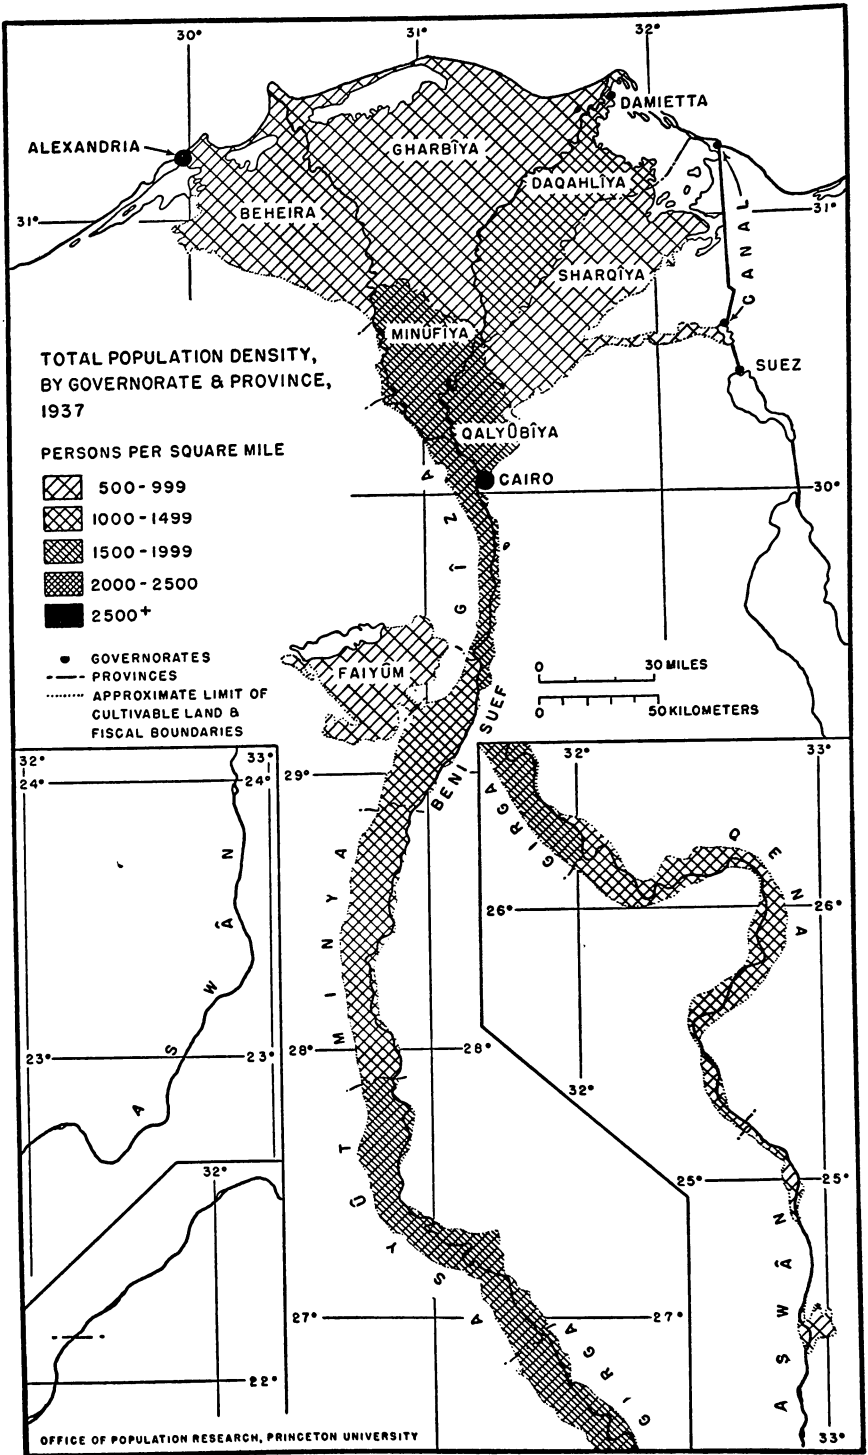 30°
31°
32°
ALEXANDRIA
DAMIETTA
GHARBÎYA
DAQAHLÎYA
BEHEIRA
31°
31°
SHARQÎYA
CANAL
MINÛFÎYA
TOTAL POPULATION DENSITY,
BY GOVERNORATE & PROVINCE,
1937
SUEZ
PERSONS PER SQUARE MILE
QALYÛBÎYA
CAIRO
500-999
1000-1499
1500-1999
2000-2500
2500+
30°
GÎZA
GOVERNORATES
PROVINCES
APPROXIMATE LIMIT OF
CULTIVABLE LAND &
FISCAL BOUNDARIES
FAIYÛM
0 30 MILES
0 50 KILOMETERS
BENI SUEF
29°
MINYA
28°
28°
ASYÛT
27°
27°
GIRGA
32°
33°
24°
24°
ASWÂN
23°
23°
32°
22°
32°
33°
GIRGA
QENA
26°
26°
32°
25°
25°
ASWÂN
33°
OFFICE OF POPULATION RESEARCH, PRINCETON UNIVERSITY